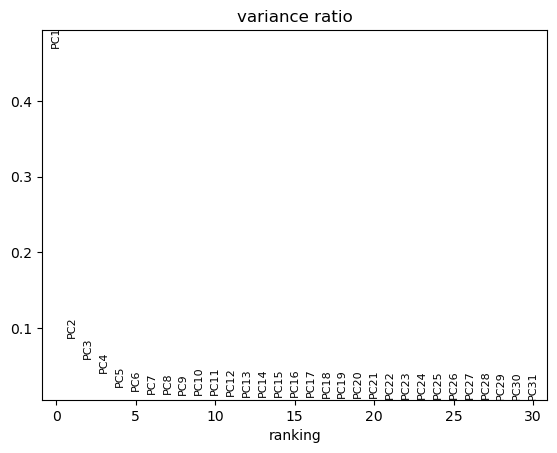 variance ratio
0.4
0.3
0.2
0.1
PC1
PC2
PC3
PC4
PC5
PC6
PC7
PC8
PC9
PC10
PC11
PC12
PC13
PC14
PC15
PC16
PC17
PC18
PC19
PC20
PC21
PC22
PC23
PC24
PC25
PC26
PC27
PC28
PC29
PC30
PC31
0 5 10 15 20 25 30
ranking